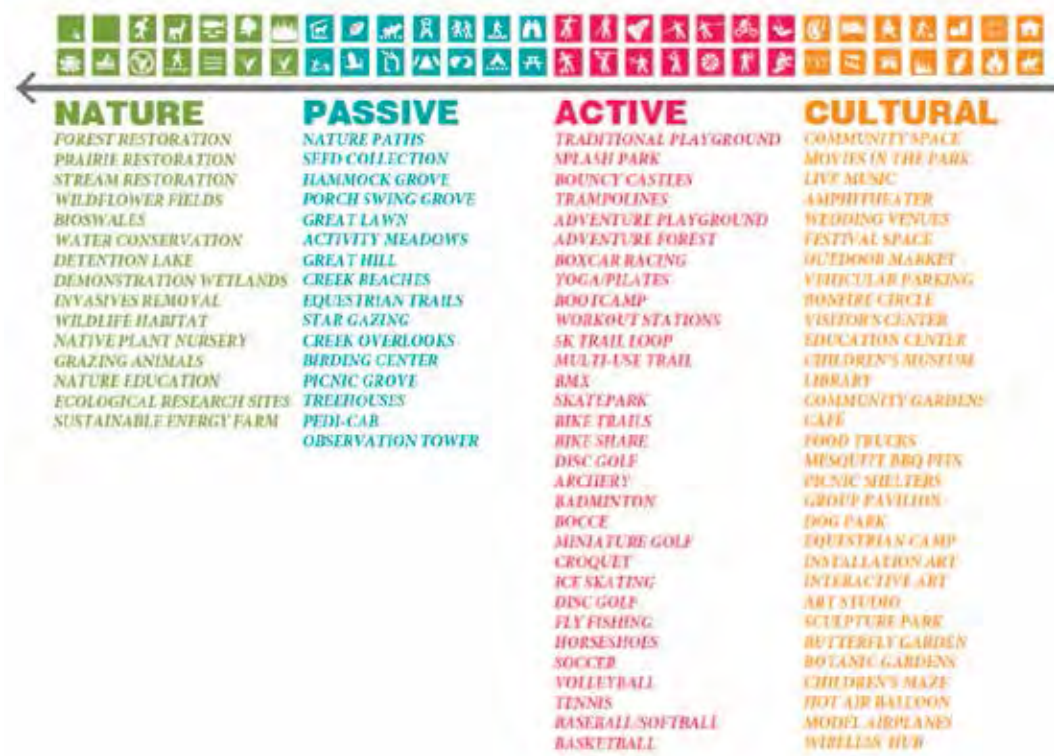 NATURE
FOREST RESTORATION
PRAIRIE RESTORATION
STREAM RESTORATION
WILDFLOWER FIELDS
BIOSWALES
WATER CONSERVATION
DETENTION LAKE
DEMONSTRATION WETLANDS
INVASIVES REMOVAL
WILDLIFE HABITAT
NATIVE PLANT NURSERY
GRAZING ANIMALS
NATURE EDUCATION
ECOLOGICAL RESEARCH SITES
SUSTAINABLE ENERGY FARM
PASSIVE
NATURE PATHS
SEED COLLECTION
HAMMOCK GROVE
PORCH SWING GROVE
GREAT LAWN
ACTIVITY MEADOWS
GREAT HILL
CREEK BEACHES
EQUESTRIAN TRAILS
STAR GAZING
CREEK OVERLOOKS
BIRDING CENTER
PICNIC GROVE
TREEHOUSES
PEDI-CAB
OBSERVATION TOWER
ACTIVE
TRADITIONAL PLAYGROUND
SPLASH PARK
BOUNCY CASTLES
TRAMPOLINES
ADVENTURE PLAYGROUND
ADVENTURE FOREST
BOXCAR RACING
YOGA/PILATES
BOOTCAMP
WORKOUT STATIONS
5K TRAIL LOOP
MULTI-USE TRAIL
BMX
SKATEPARK
BIKE TRAILS
BIKE SHARE
DISC GOLF
ARCHERY
BADMINTON
BOCCE
MINIATURE GOLF
CROQUET
ICE SKATING
DISC GOLF
FLY FISHING
HORSESHOES
SOCCER
VOLLEYBALL
TENNIS
BASEBALL/SOFTBALL
BASKETBALL
CULTURAL
COMMUNITY SPACE
MOVIES IN THE PARK
LIVE MUSIC
AMPHITHEATER
WEDDING VENUES
FESTIVAL SPACE
OUTDOOR MARKET
VEHICULAR PARKING
BONFIRE CIRCLE
VISITOR'S CENTER
EDUCATION CENTER
CHILDREN'S MUSEUM
LIBRARY
COMMUNITY GARDENS
CAFE
FOOD TRUCKS
MESQUITE BBQ PITS
PICNIC SHELTERS
GROUP PAVILION
DOG PARK
EQUESTRIAN CAMP
INSTALLATION ART
INTERACTIVE ART
ART STUDIO
SCULPTURE PARK
BUTTERFLY GARDEN
BOTANIC GARDENS
CHILDREN'S MAZE
HOT AIR BALLOON
MODEL AIRPLANES
WIRELESS HUB